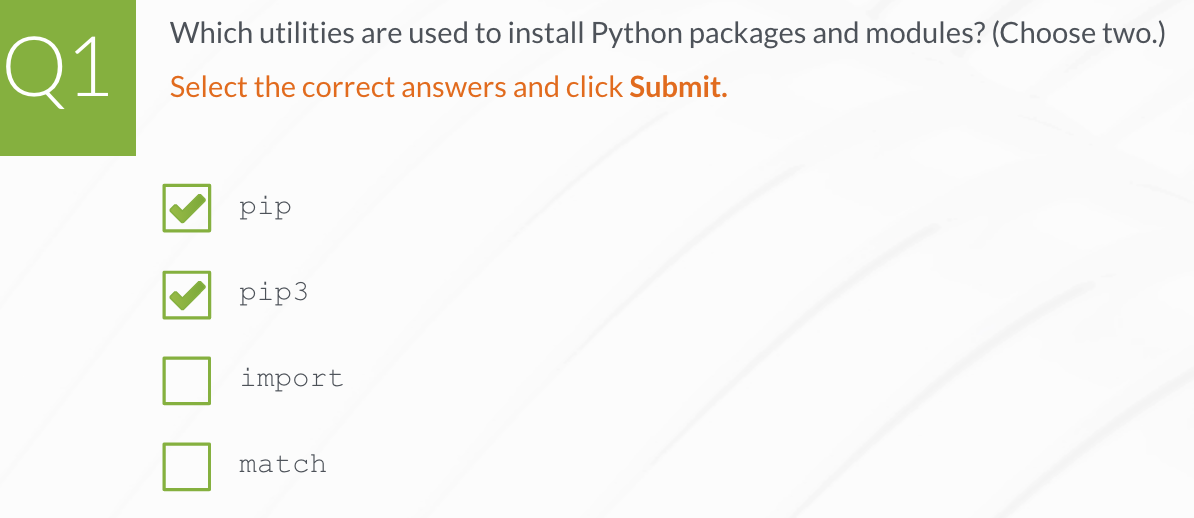 Q1
Which utilities are used to install Python packages and modules? (Choose two.)
Select the correct answers and click Submit.
pip
pip3
import
match